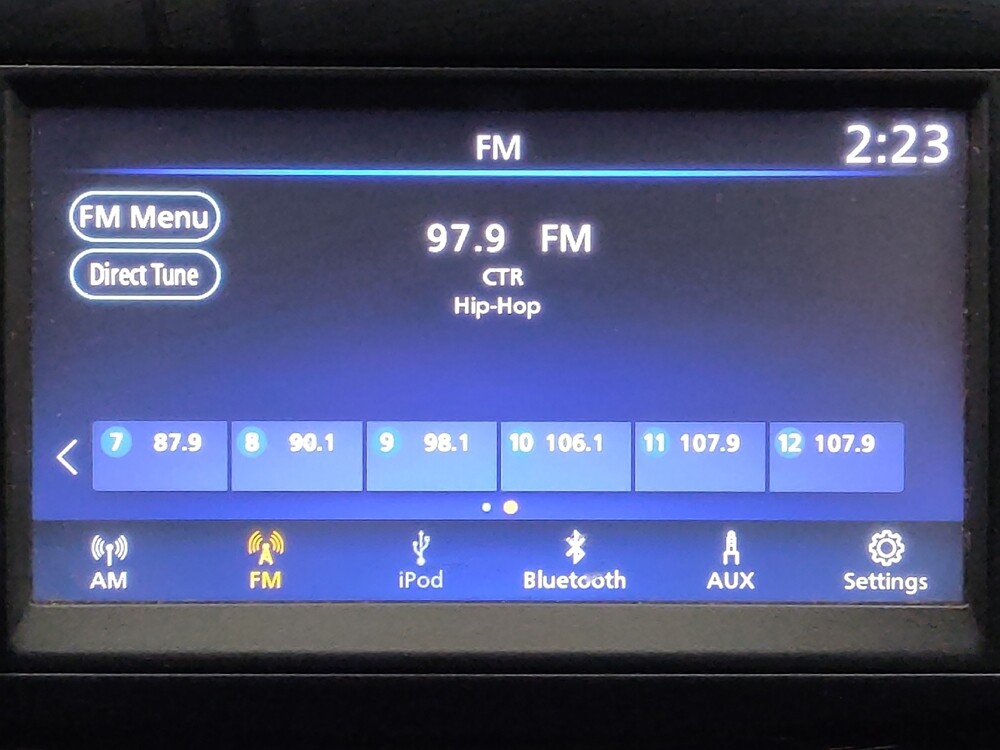 FM 2:23
FM Menu
97.9 FM
Direct Tune
CTR
Hip-Hop
7 87.9 8 90.1 9 98.1 10 106.1 11 107.9 12 107.9
AM FM iPod Bluetooth AUX Settings